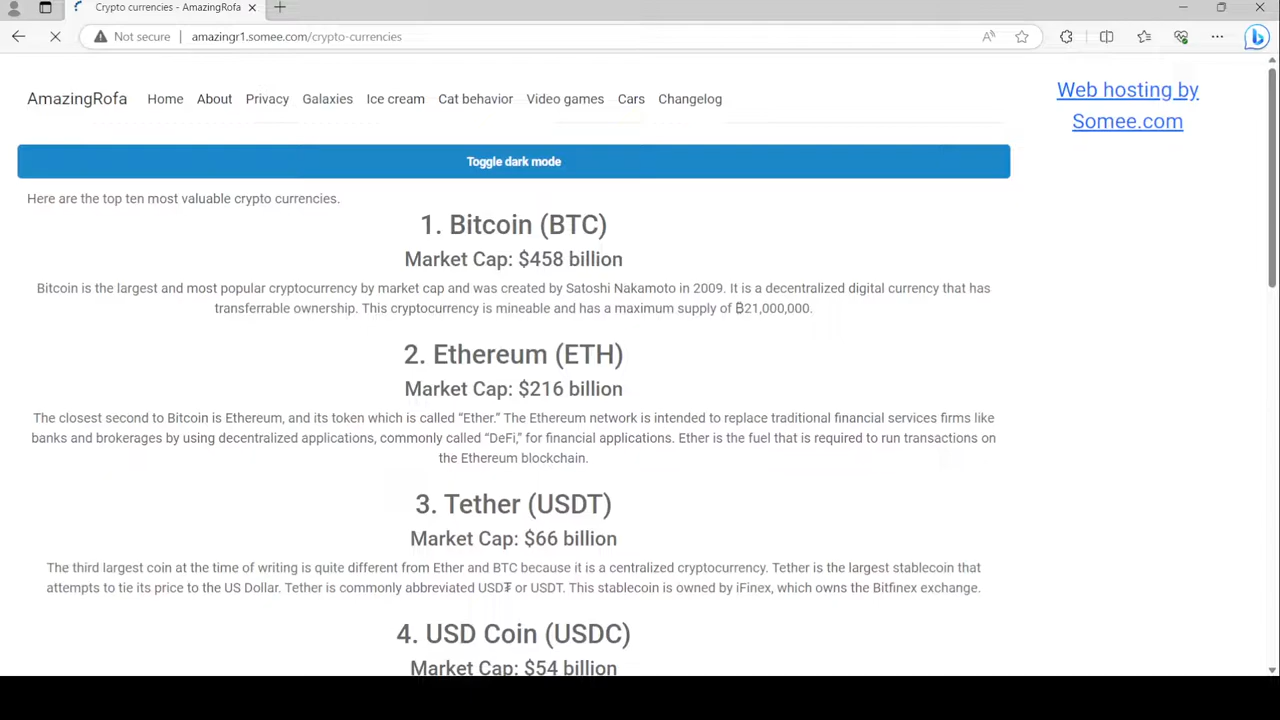 Crypto currencies - AmazingRofa
Not secure
amazingr1.somee.com/crypto-currencies
AmazingRofa Home About Privacy Galaxies Ice cream Cat behavior Video games Cars Changelog
Web hosting by
Somee.com
Toggle dark mode
Here are the top ten most valuable crypto currencies.
1. Bitcoin (BTC)
Market Cap: $458 billion
Bitcoin is the largest and most popular cryptocurrency by market cap and was created by Satoshi Nakamoto in 2009. It is a decentralized digital currency that has
transferrable ownership. This cryptocurrency is mineable and has a maximum supply of ₿21,000,000.
2. Ethereum (ETH)
Market Cap: $216 billion
The closest second to Bitcoin is Ethereum, and its token which is called “Ether.” The Ethereum network is intended to replace traditional financial services firms like
banks and brokerages by using decentralized applications, commonly called “DeFi,” for financial applications. Ether is the fuel that is required to run transactions on
the Ethereum blockchain.
3. Tether (USDT)
Market Cap: $66 billion
The third largest coin at the time of writing is quite different from Ether and BTC because it is a centralized cryptocurrency. Tether is the largest stablecoin that
attempts to tie its price to the US Dollar. Tether is commonly abbreviated USD₮ or USDT. This stablecoin is owned by iFinex, which owns the Bitfinex exchange.
4. USD Coin (USDC)
Market Cap: $54 billion